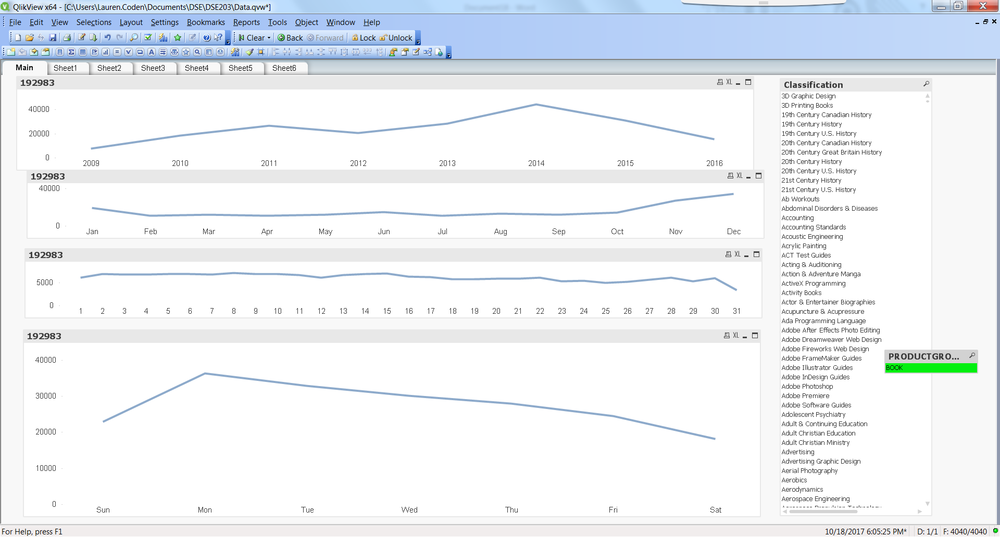 QlikView x64 - [C:\Users\Lauren.Coden\Documents\DSE\DSE203\Data.qvw*]
File Edit View Selections Layout Settings Bookmarks Reports Tools Object Window Help
Clear Back Forward Lock Unlock
Main Sheet1 Sheet2 Sheet3 Sheet4 Sheet5 Sheet6
192983 XL
40000
20000
0
2009 2010 2011 2012 2013 2014 2015 2016
192983 XL
40000
0
Jan Feb Mar Apr May Jun Jul Aug Sep Oct Nov Dec
192983 XL
5000
0
1 2 3 4 5 6 7 8 9 10 11 12 13 14 15 16 17 18 19 20 21 22 23 24 25 26 27 28 29 30 31
192983 XL
40000
30000
20000
10000
0
Sun Mon Tue Wed Thu Fri Sat
Classification
3D Graphic Design
3D Printing Books
19th Century Canadian History
19th Century History
19th Century U.S. History
20th Century Canadian History
20th Century Great Britain History
20th Century History
20th Century U.S. History
21st Century History
21st Century U.S. History
Ab Workouts
Abdominal Disorders & Diseases
Accounting
Accounting Standards
Acoustic Engineering
Acrylic Painting
ACT Test Guides
Acting & Auditioning
Action & Adventure Manga
ActiveX Programming
Activity Books
Actor & Entertainer Biographies
Acupuncture & Acupressure
Ada Programming Language
Adobe After Effects Photo Editing
Adobe Dreamweaver Web Design
Adobe Fireworks Web Design
Adobe FrameMaker Guides
Adobe Illustrator Guides
Adobe InDesign Guides
Adobe Photoshop
Adobe Premiere
Adobe Software Guides
Adolescent Psychiatry
Adult & Continuing Education
Adult Christian Education
Adult Christian Ministry
Advertising
Advertising Graphic Design
Aerial Photography
Aerobics
Aerodynamics
Aerospace Engineering
PRODUCTGRO...
BOOK
For Help, press F1
10/18/2017 6:05:25 PM* D: 1/1 F: 4040/4040